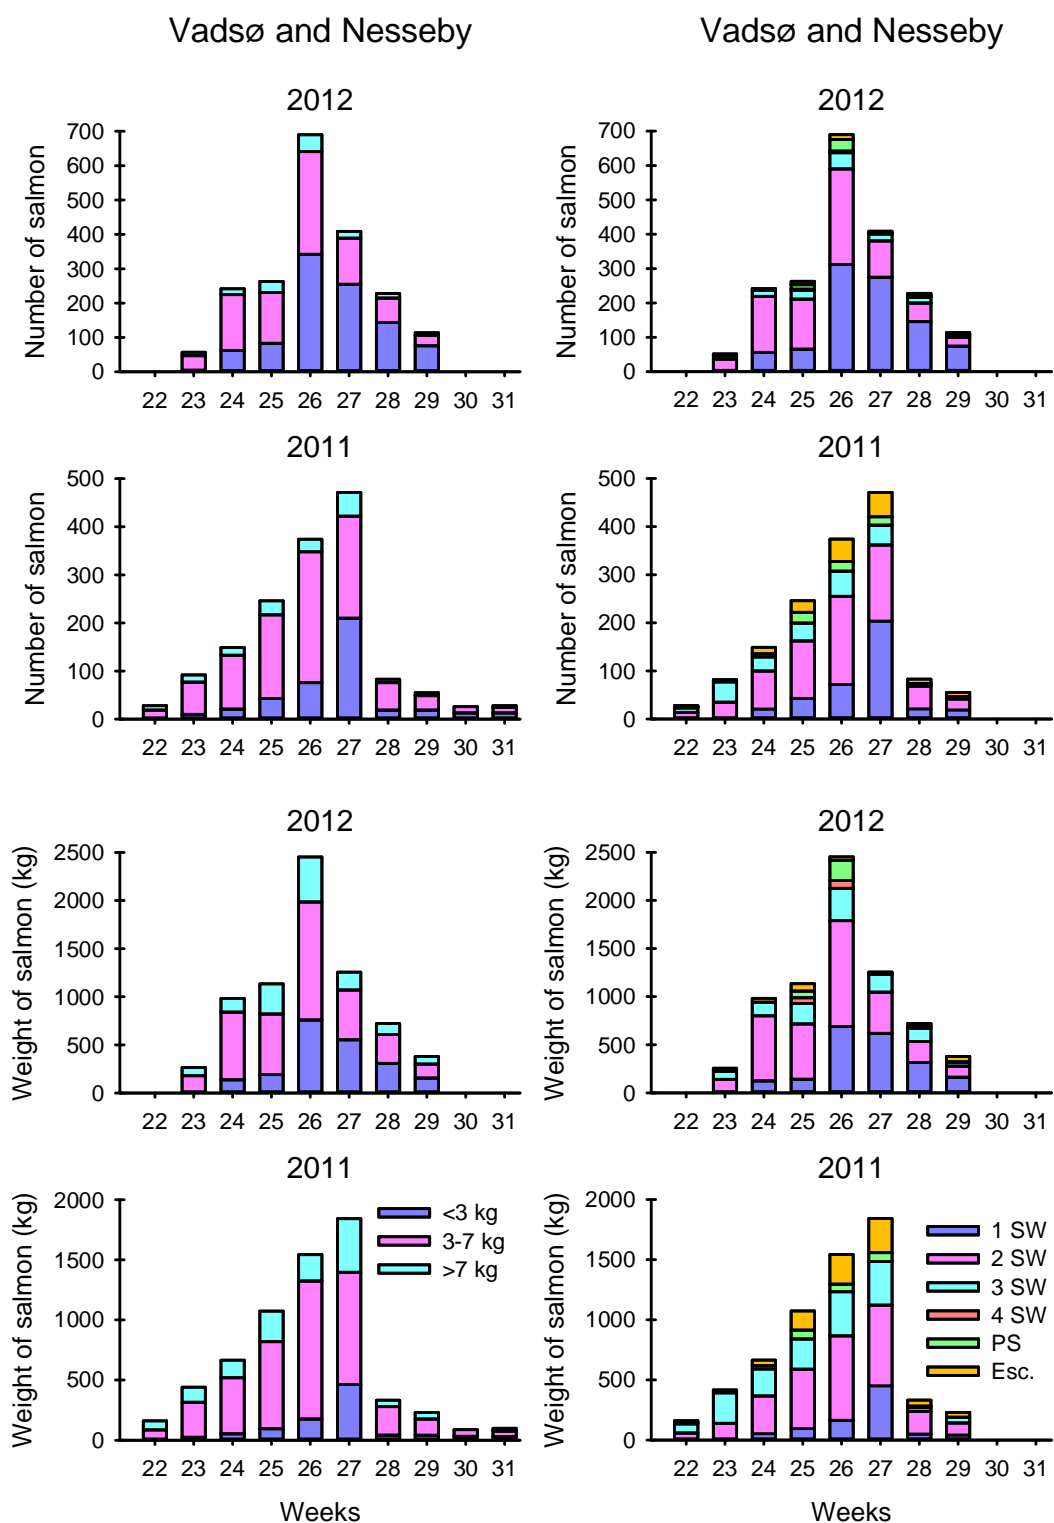 Vadsø and Nesseby
Vadsø and Nesseby
2012
Number of salmon
700
600
500
400
300
200
100
0
22 23 24 25 26 27 28 29 30 31
2012
Number of salmon
700
600
500
400
300
200
100
0
22 23 24 25 26 27 28 29 30 31
2011
Number of salmon
500
400
300
200
100
0
22 23 24 25 26 27 28 29 30 31
2011
Number of salmon
500
400
300
200
100
0
22 23 24 25 26 27 28 29 30 31
2012
Weight of salmon (kg)
2500
2000
1500
1000
500
0
22 23 24 25 26 27 28 29 30 31
2012
Weight of salmon (kg)
2500
2000
1500
1000
500
0
22 23 24 25 26 27 28 29 30 31
2011
Weight of salmon (kg)
2000
1500
1000
500
0
<3 kg
3-7 kg
>7 kg
22 23 24 25 26 27 28 29 30 31
Weeks
2011
Weight of salmon (kg)
2000
1500
1000
500
0
1 SW
2 SW
3 SW
4 SW
PS
Esc.
22 23 24 25 26 27 28 29 30 31
Weeks